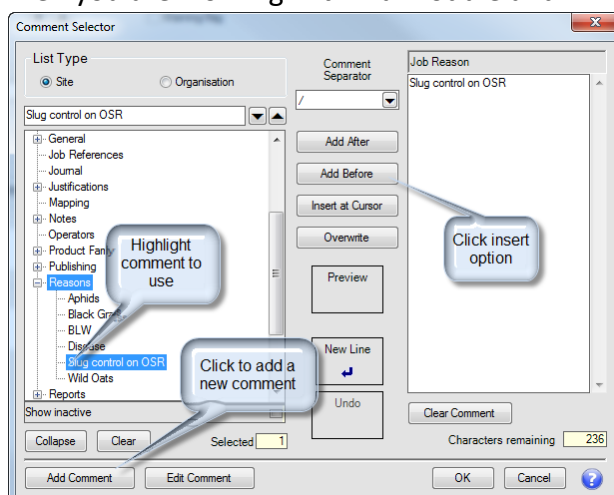 Comment Selector
List Type
Site
Organisation
Comment
Separator
/
Job Reason
Slug control on OSR
Slug control on OSR
General
Job References
Journal
Justifications
Mapping
Notes
Operators
Product Family
Publishing
Reasons
Aphids
Black
BLW
Disease
Slug control on OSR
Wild Oats
Reports
Show inactive
Collapse
Clear
Selected
1
Add Comment
Edit Comment
Add After
Add Before
Insert at Cursor
Overwrite
Preview
New Line
Undo
Clear Comment
Characters remaining
236
OK
Cancel
?
Highlight
comment to
use
Click insert
option
Click to add a
new comment